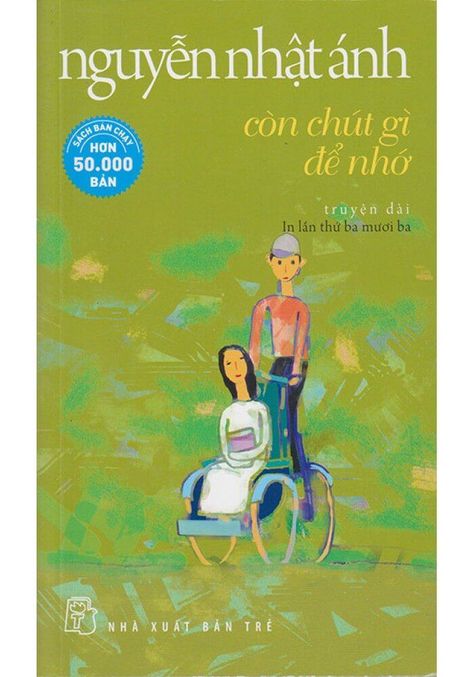 nguyễn nhật ánh
còn chút gì
để nhớ
truyện dài
In lần thứ ba mươi ba
SÁCH BÁN CHẠY
HƠN
50.000
BẢN
T
NHÀ XUẤT BẢN TRẺ